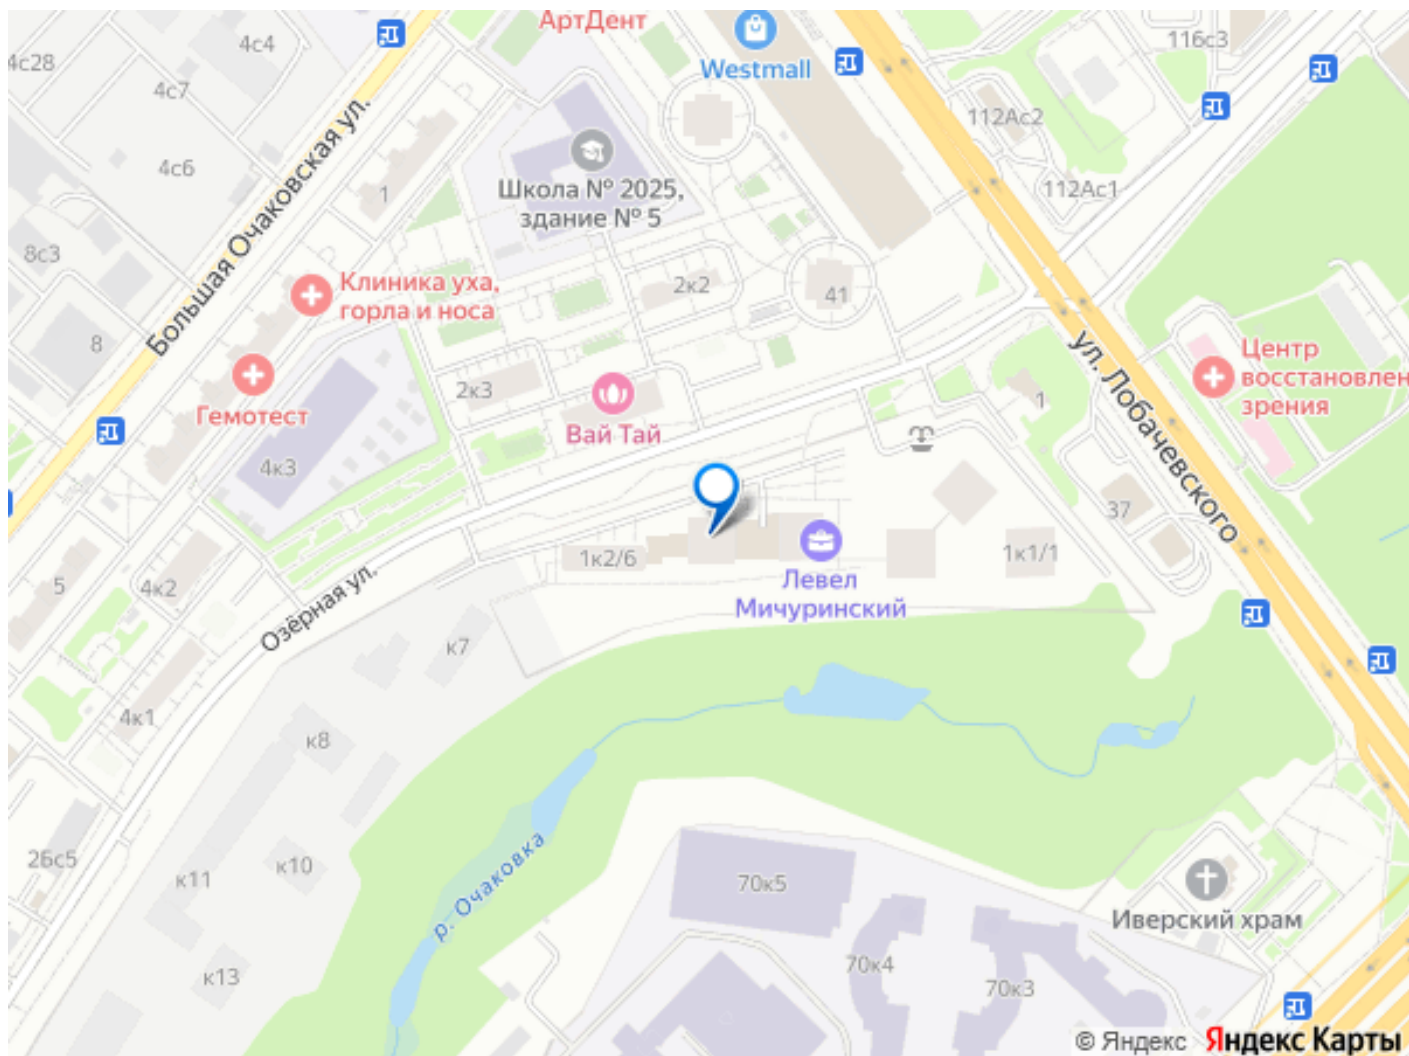 АртДент
4с4
4с28
Westmall
116с3
4с7
112Ас2
4с6
Большая Очаковская ул.
Школа № 2025,
здание № 5
1
112Ас1
8с3
Клиника уха,
горла и носа
2к2
41
8
ул. Лобачевского
Центр
восстановлен
зрения
2к3
1
Гемотест
Вай Тай
4к3
37
1к2/6
1к1/1
Левел
Мичуринский
5
4к2
Озёрная ул.
к7
4к1
к8
26с5
к10
к11
р. Очаковка
70к5
Иверский храм
70к4
к13
70к3
© Яндекс Яндекс Карты